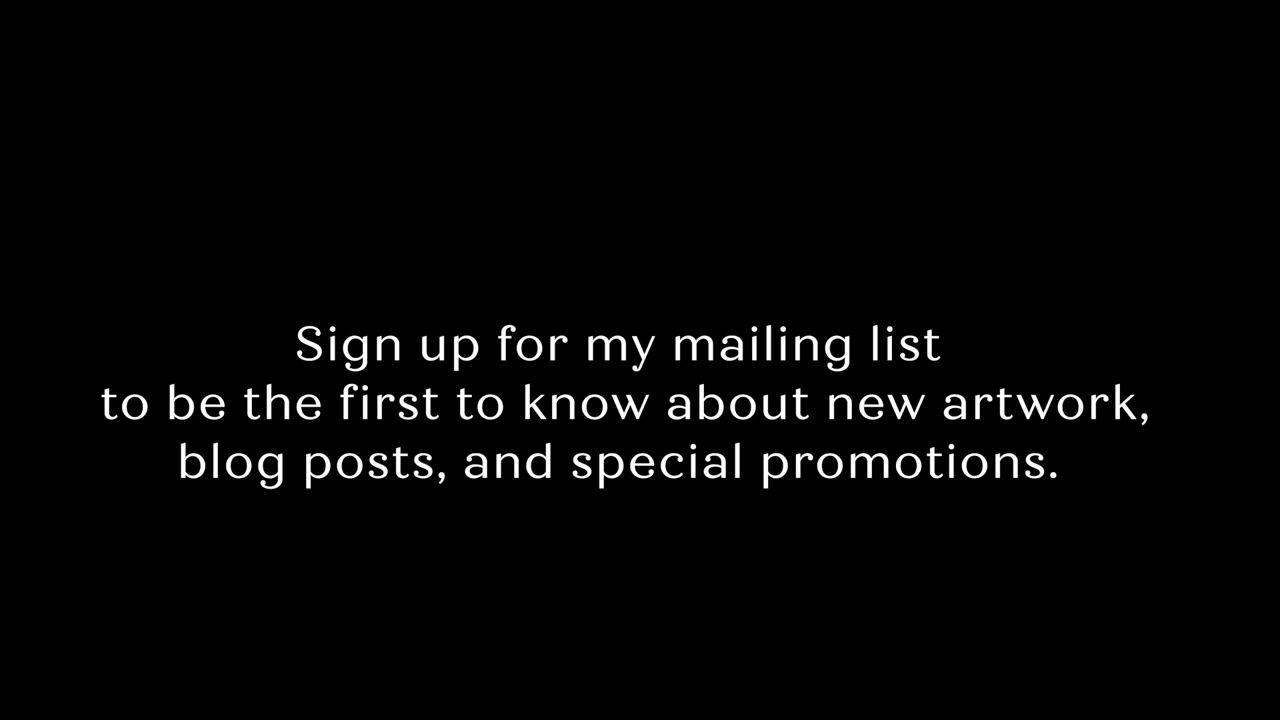 Sign up for my mailing list
to be the first to know about new artwork,
blog posts, and special promotions.